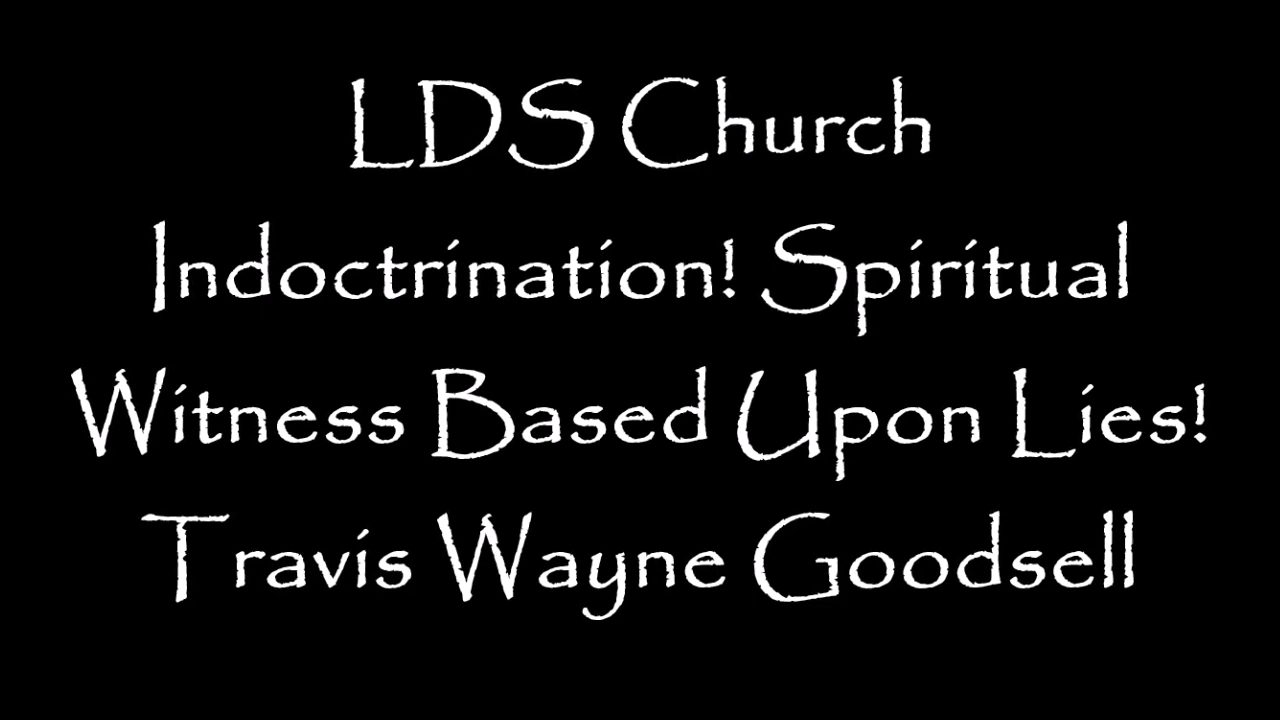 LDS Church
Indoctrination! Spiritual
Witness Based Upon Lies!
Travis Wayne Goodsell